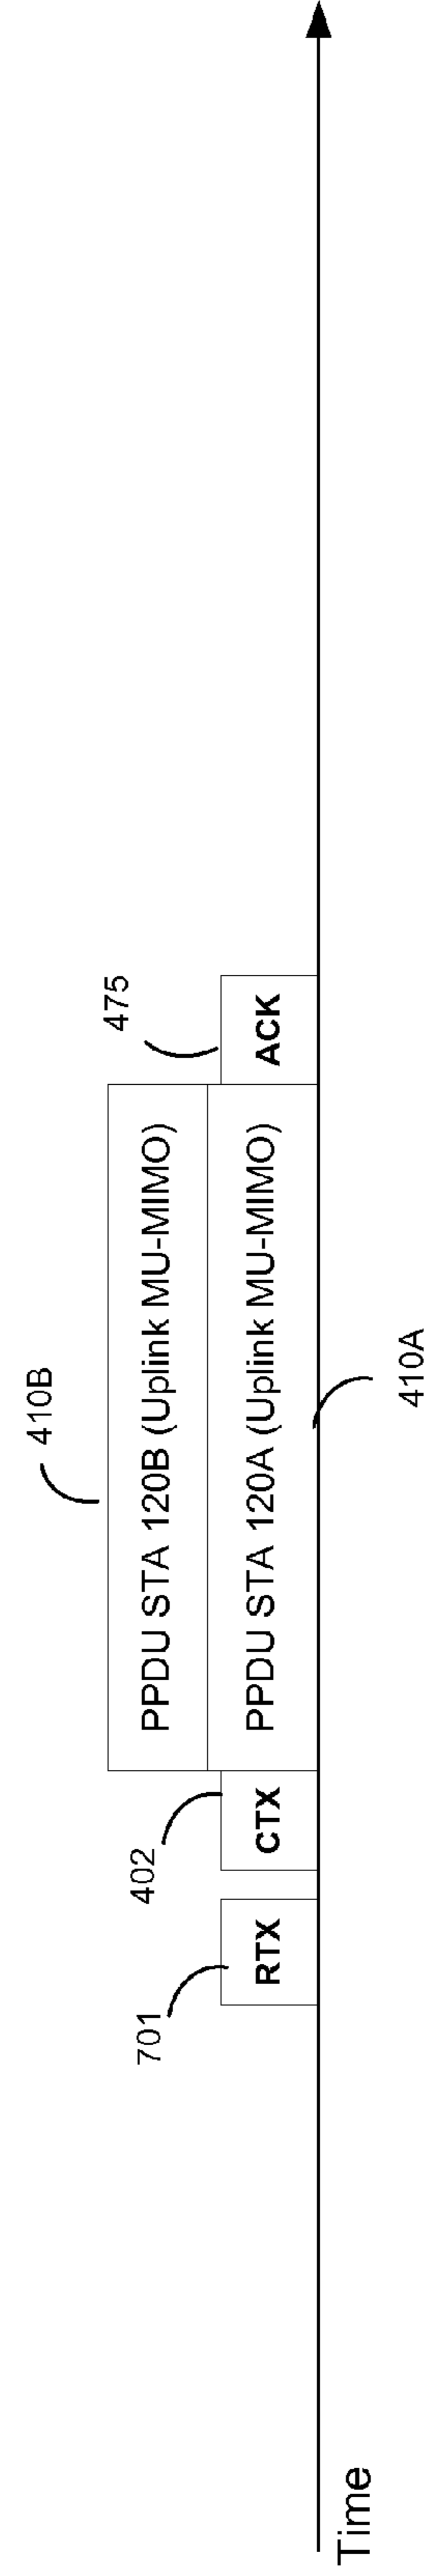 410B
475
402
701
PPDU STA 120B (Uplink MU-MIMO)
RTX
CTX
PPDU STA 120A (Uplink MU-MIMO)
ACK
410A
Time